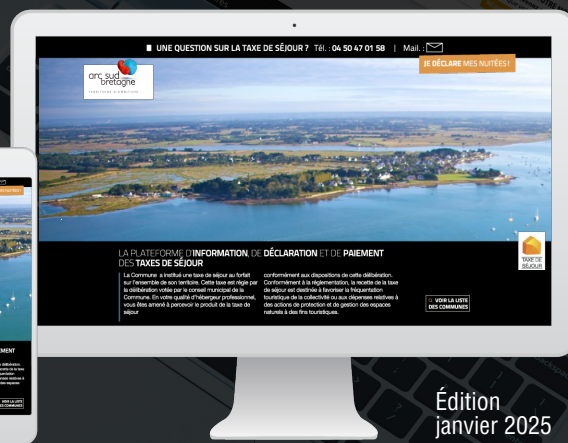 UNE QUESTION SUR LA TAXE DE SÉJOUR ? Tél. : 04 50 47 01 58 | Mail. :
JE DÉCLARE MES NUITÉES !
arc sud
bretagne
TERRITOIRE D'AMBITION
LA PLATEFORME D'INFORMATION, DE DÉCLARATION ET DE PAIEMENT
DES TAXES DE SÉJOUR
La Commune a institué une taxe de séjour au forfait
sur l'ensemble de son territoire. Cette taxe est régie par
la délibération votée par le conseil municipal de la
Commune. En votre qualité d'hébergeur professionnel,
vous êtes amené à percevoir le produit de la taxe de
séjour
conformément aux dispositions de cette délibération.
Conformément à la réglementation, la recette de la taxe
de séjour est destinée à favoriser la fréquentation
touristique de la collectivité ou aux dépenses relatives à
des actions de protection et de gestion des espaces
naturels à des fins touristiques.
TAXE DE
SÉJOUR
VOIR LA LISTE
DES COMMUNES
VOIR LA LISTE
Édition
janvier 2025